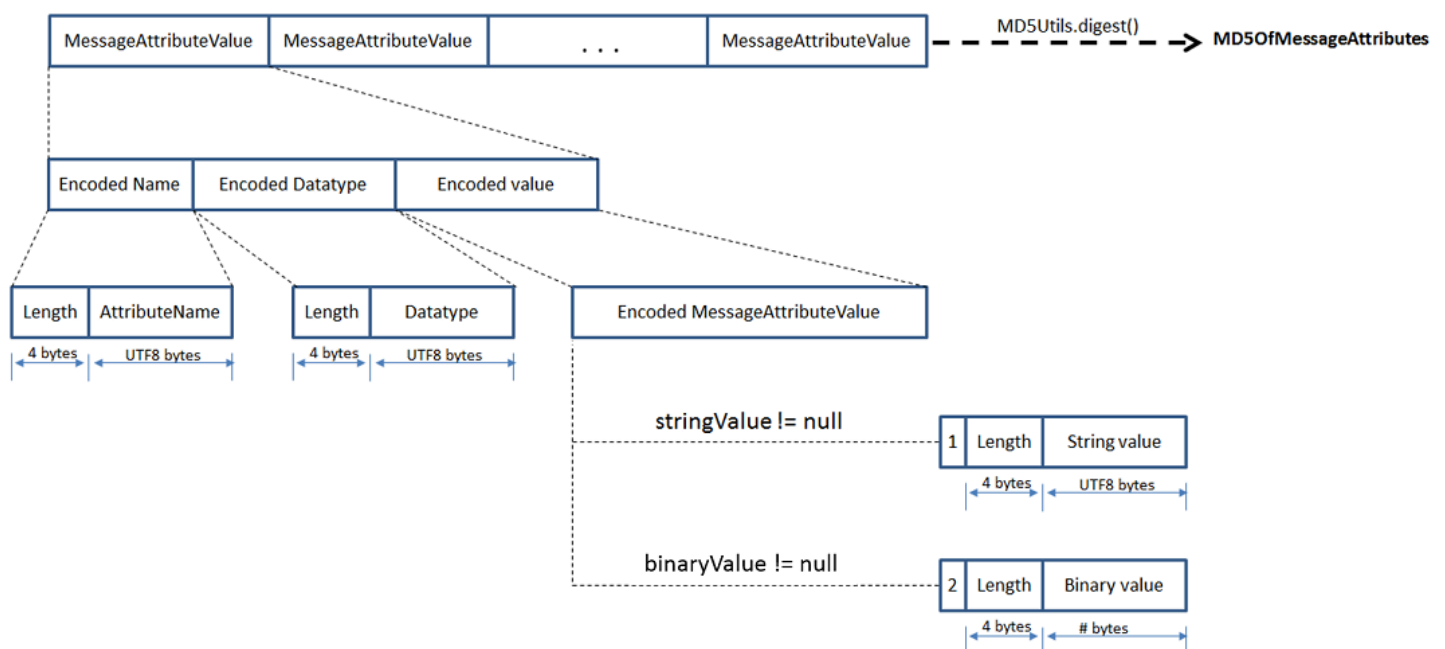 MessageAttributeValue
MessageAttributeValue
. . .
MessageAttributeValue
MD5Utils.digest()
MD5OfMessageAttributes
Encoded Name
Encoded Datatype
Encoded value
Length
AttributeName
Length
Datatype
Encoded MessageAttributeValue
4 bytes
UTF8 bytes
4 bytes
UTF8 bytes
stringValue != null
1
Length
String value
4 bytes
UTF8 bytes
binaryValue != null
2
Length
Binary value
4 bytes
# bytes